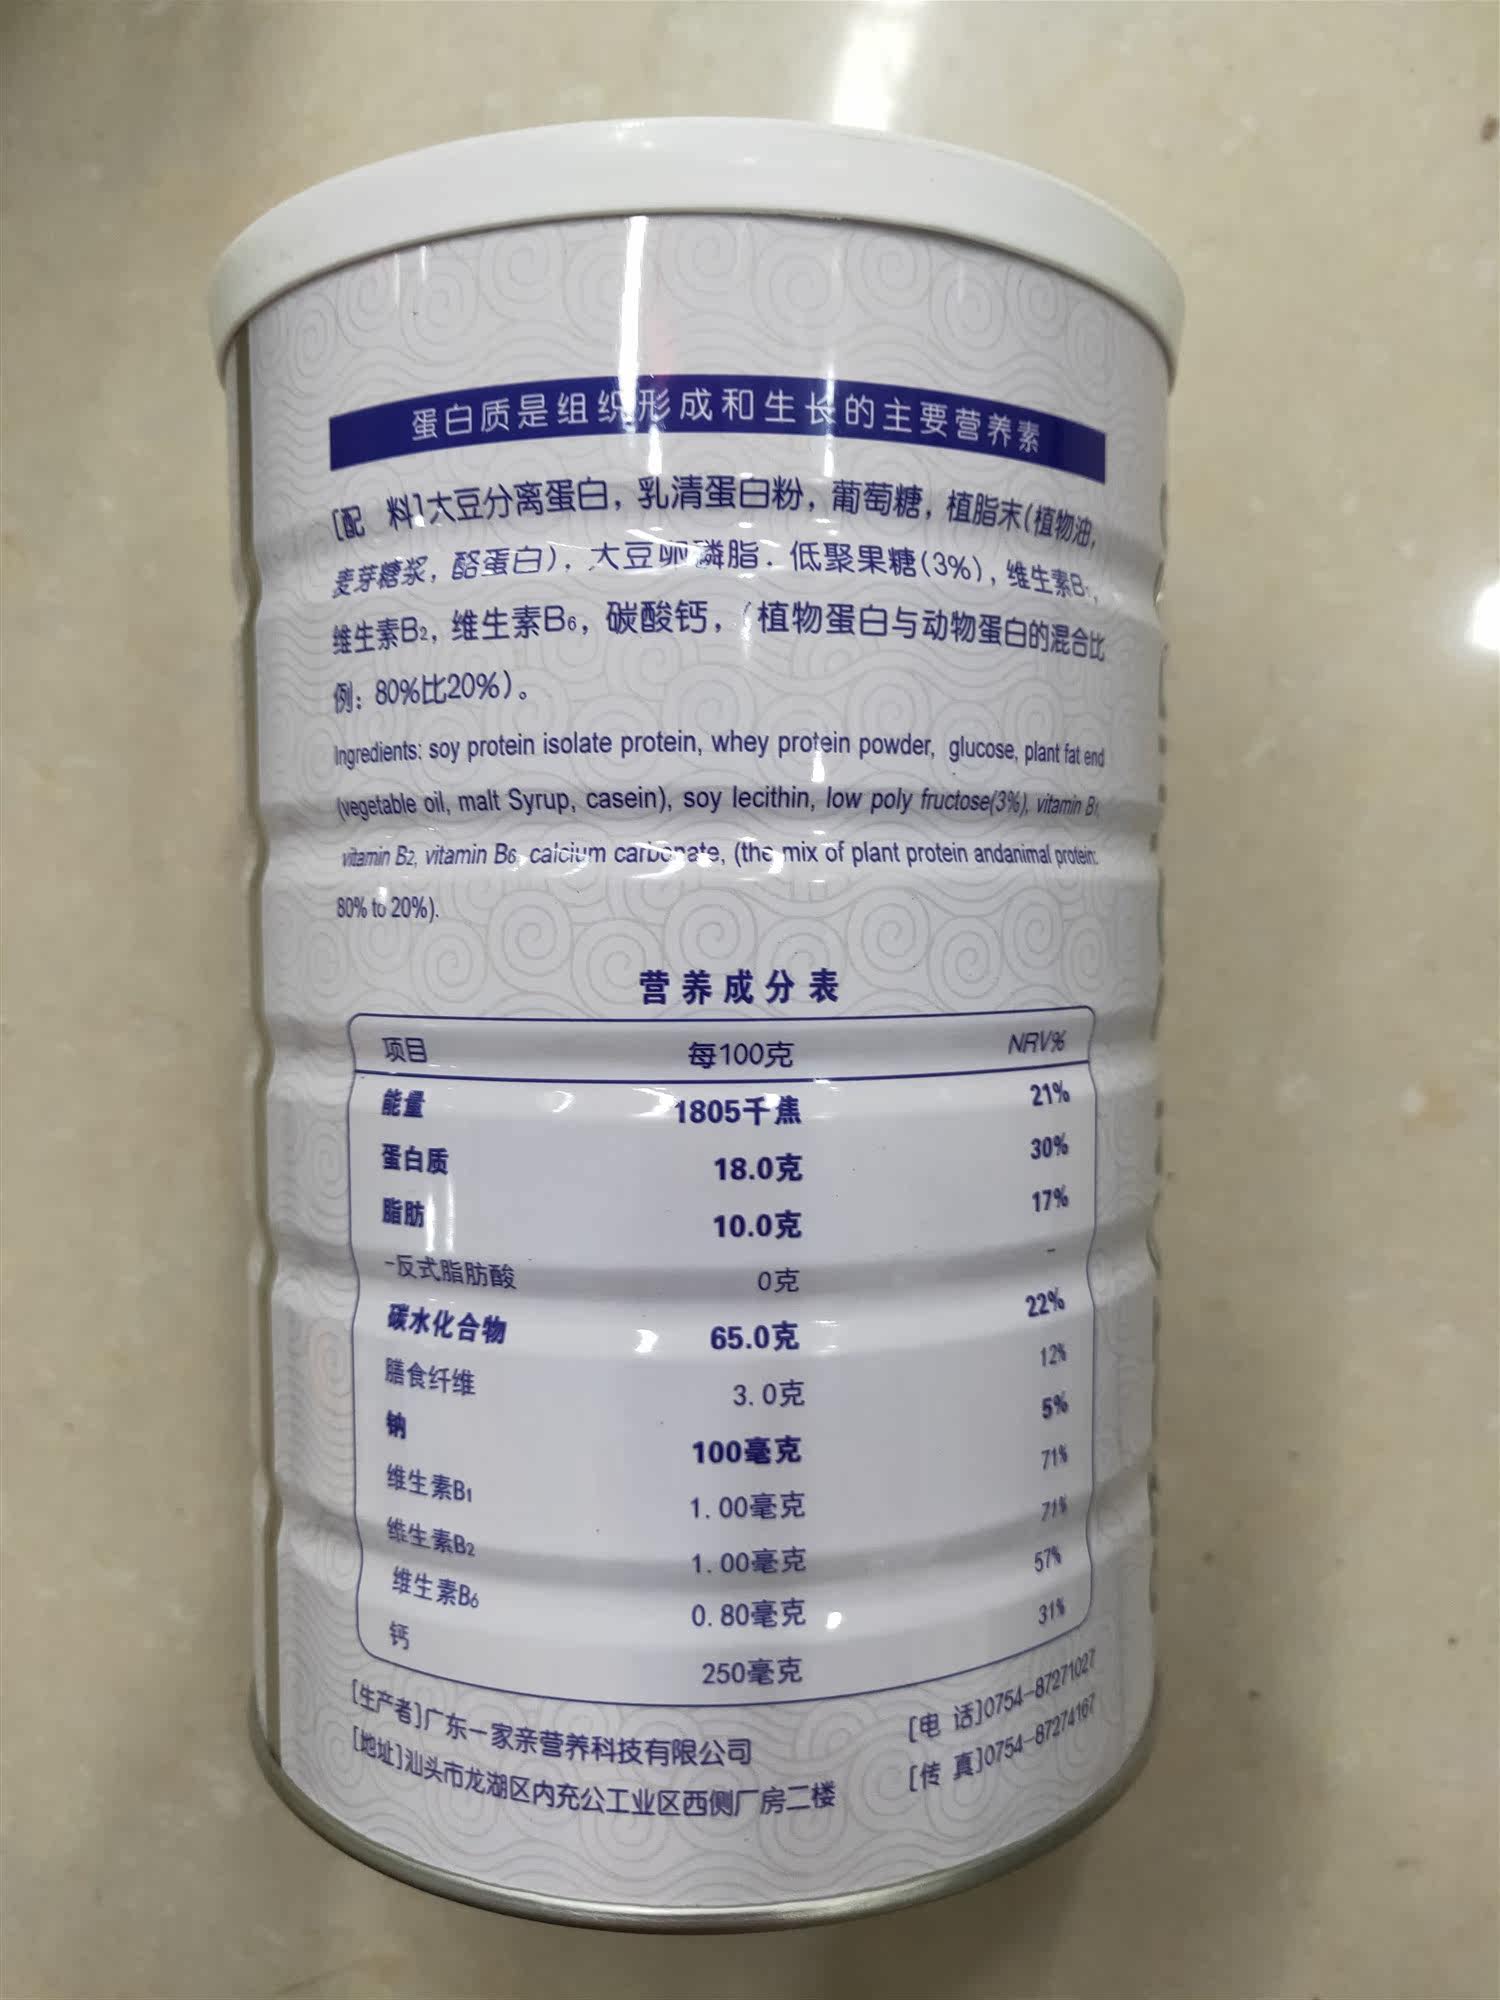 蛋白质是组织形成和生长的主要营养素
[配 料]大豆分离蛋白，乳清蛋白粉，葡萄糖，植脂末(植物油，
麦芽糖浆，酪蛋白)，大豆卵磷脂．低聚果糖(3%)，维生素B₁，
维生素B₂，维生素B₆，碳酸钙，(植物蛋白与动物蛋白的混合比
例：80%比20%)。
Ingredients: soy protein isolate protein, whey protein powder, glucose, plant fat end
(vegetable oil, malt Syrup, casein), soy lecithin, low poly fructose(3%), vitamin B₁,
vitamin B₂, vitamin B₆, calcium carbonate, (the mix of plant protein andanimal protein:
80% to 20%).
营养成分表
项目 每100克 NRV%
能量 1805千焦 21%
蛋白质 18.0克 30%
脂肪 10.0克 17%
-反式脂肪酸 0克 -
碳水化合物 65.0克 22%
膳食纤维 3.0克 12%
钠 100毫克 5%
维生素B₁ 1.00毫克 71%
维生素B₂ 1.00毫克 71%
维生素B₆ 0.80毫克 57%
钙 250毫克 31%
[生产者]广东一家亲营养科技有限公司 [电 话]0754-87271027
[地址]汕头市龙湖区内充公工业区西侧厂房二楼 [传 真]0754-87274167